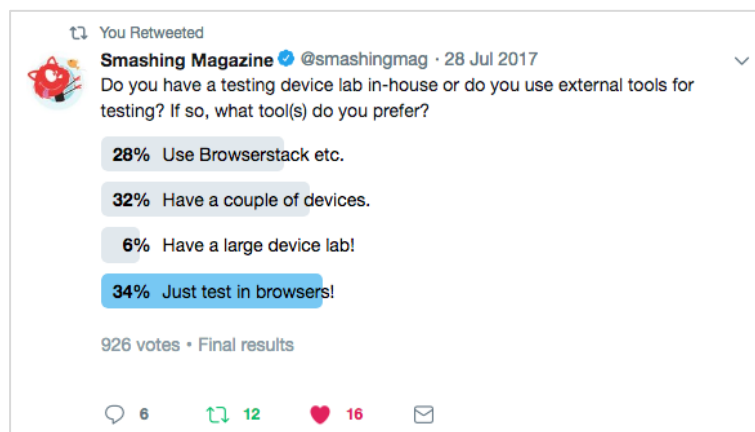 You Retweeted
Smashing Magazine @smashingmag · 28 Jul 2017
Do you have a testing device lab in-house or do you use external tools for
testing? If so, what tool(s) do you prefer?
28% Use Browserstack etc.
32% Have a couple of devices.
6% Have a large device lab!
34% Just test in browsers!
926 votes • Final results
6 12 16